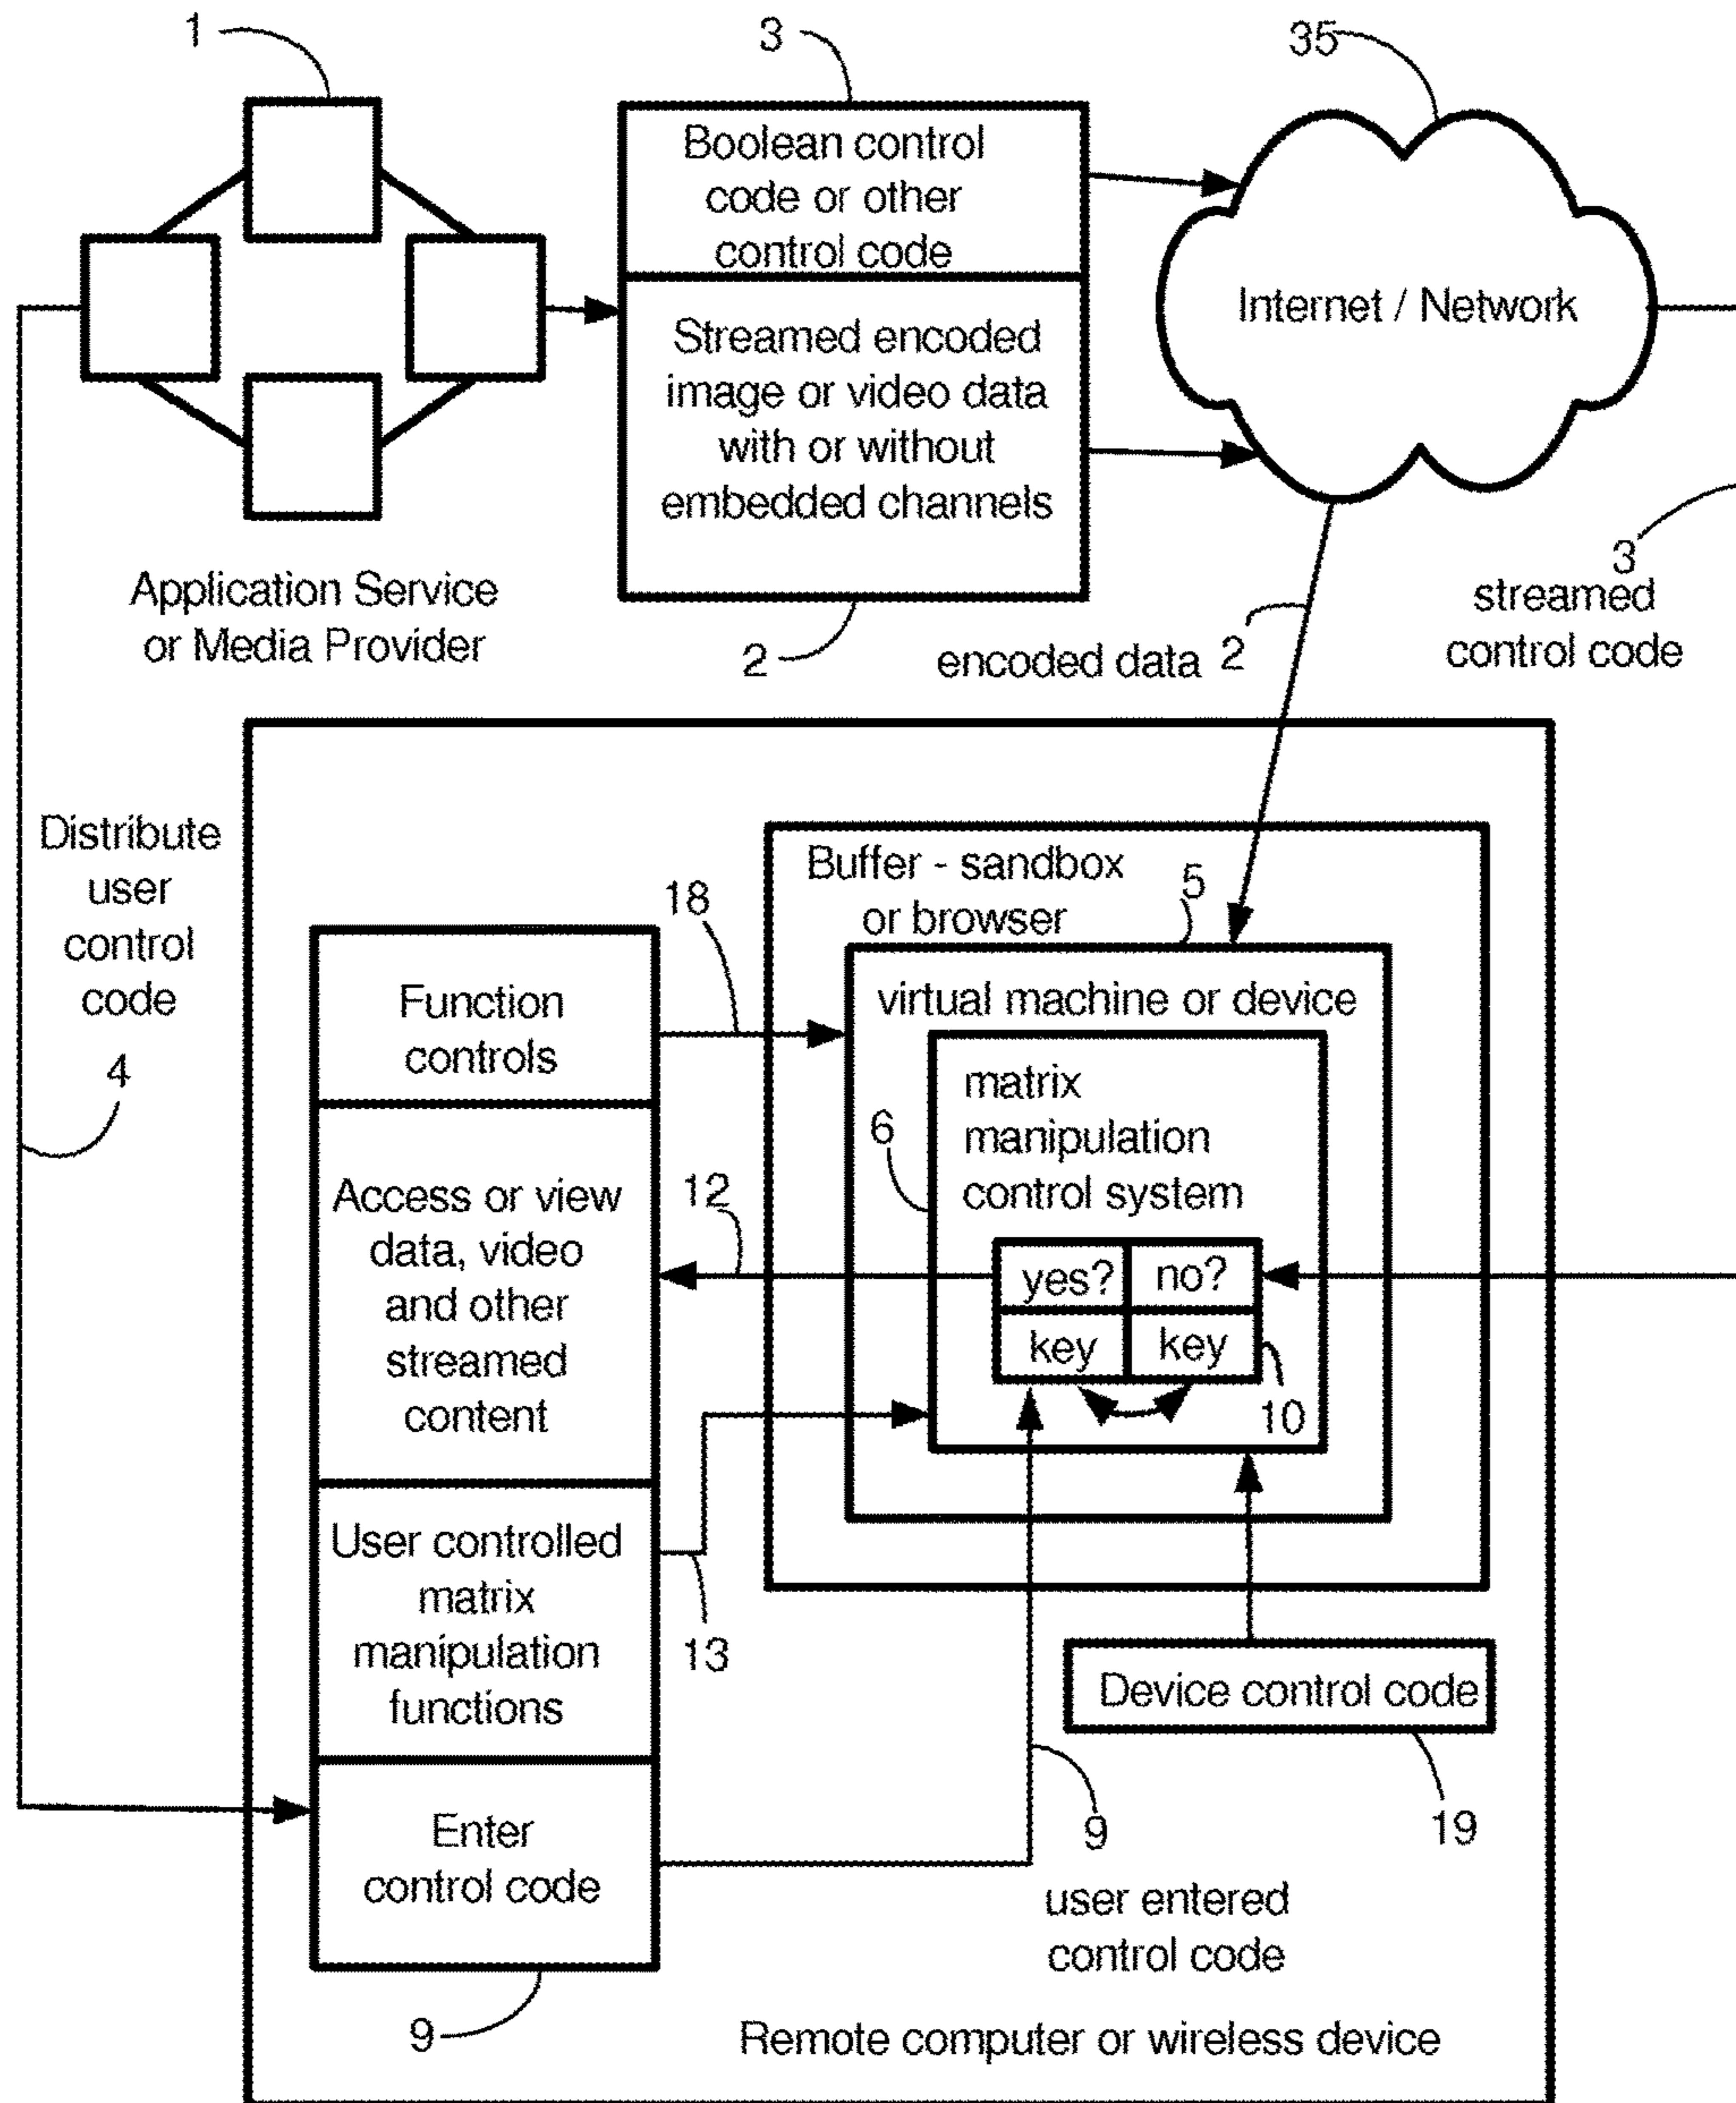 1
3
35
Boolean control
code or other
control code
Streamed encoded
image or video data
with or without
embedded channels
Internet / Network
Application Service
or Media Provider
2
encoded data 2
3
streamed
control code
Distribute
user
control
code
4
Buffer - sandbox
or browser
5
18
Function
controls
virtual machine or device
matrix
manipulation
control system
6
12
Access or view
data, video
and other
streamed
content
yes?
no?
key
key
10
User controlled
matrix
manipulation
functions
13
Device control code
19
Enter
control code
9
user entered
control code
9
Remote computer or wireless device